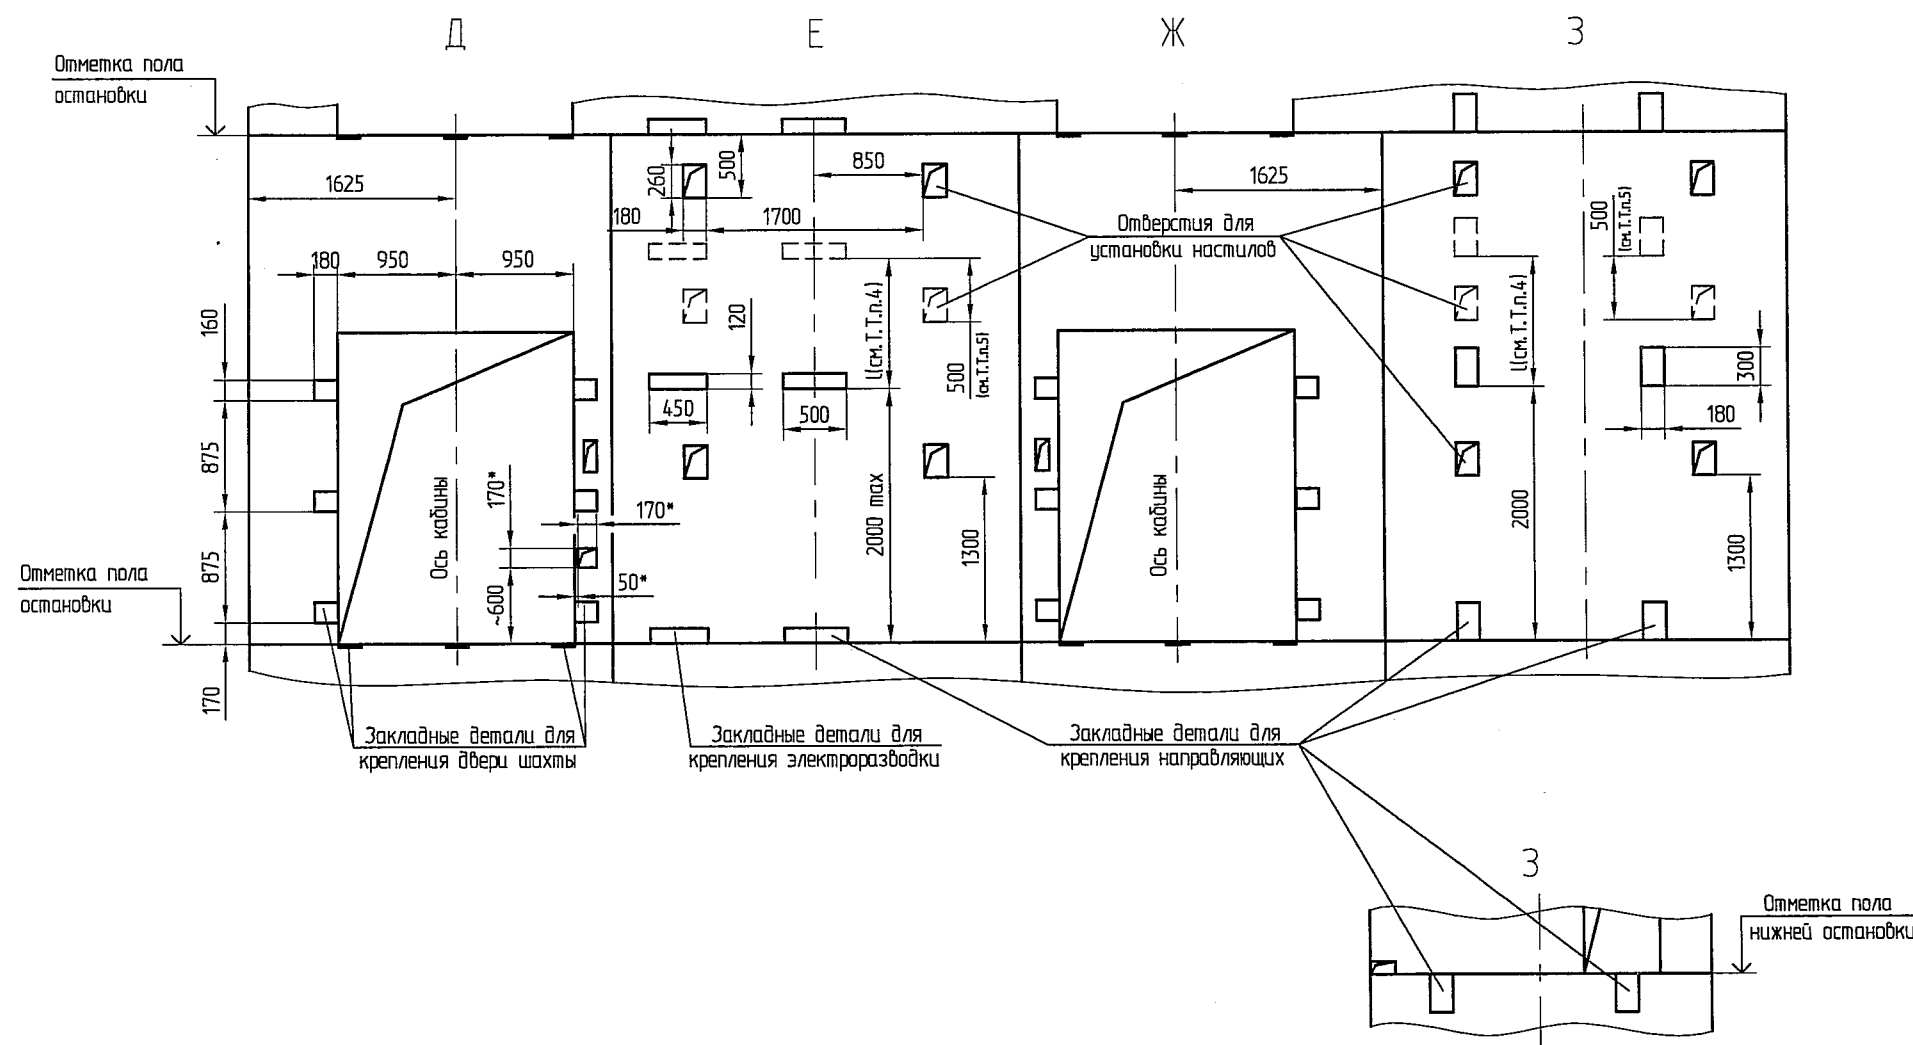 Д
Е
Ж
З
Отметка пола
остановки
1625
180
950
950
160
875
875
170
Ось кабины
170*
170*
~600
50*
260
500
850
180
1700
120
450
500
l(см. Т.Т.п.4)
500
(см.Т.Т.п.5)
2000 max
1300
Отверстия для
установки настилов
1625
Ось кабины
500
(см.Т.Т.п.5)
l(см. Т.Т.п.4)
300
180
2000
1300
Отметка пола
остановки
Закладные детали для
крепления двери шахты
Закладные детали для
крепления электроразводки
Закладные детали для
крепления направляющих
З
Отметка пола
нижней остановки